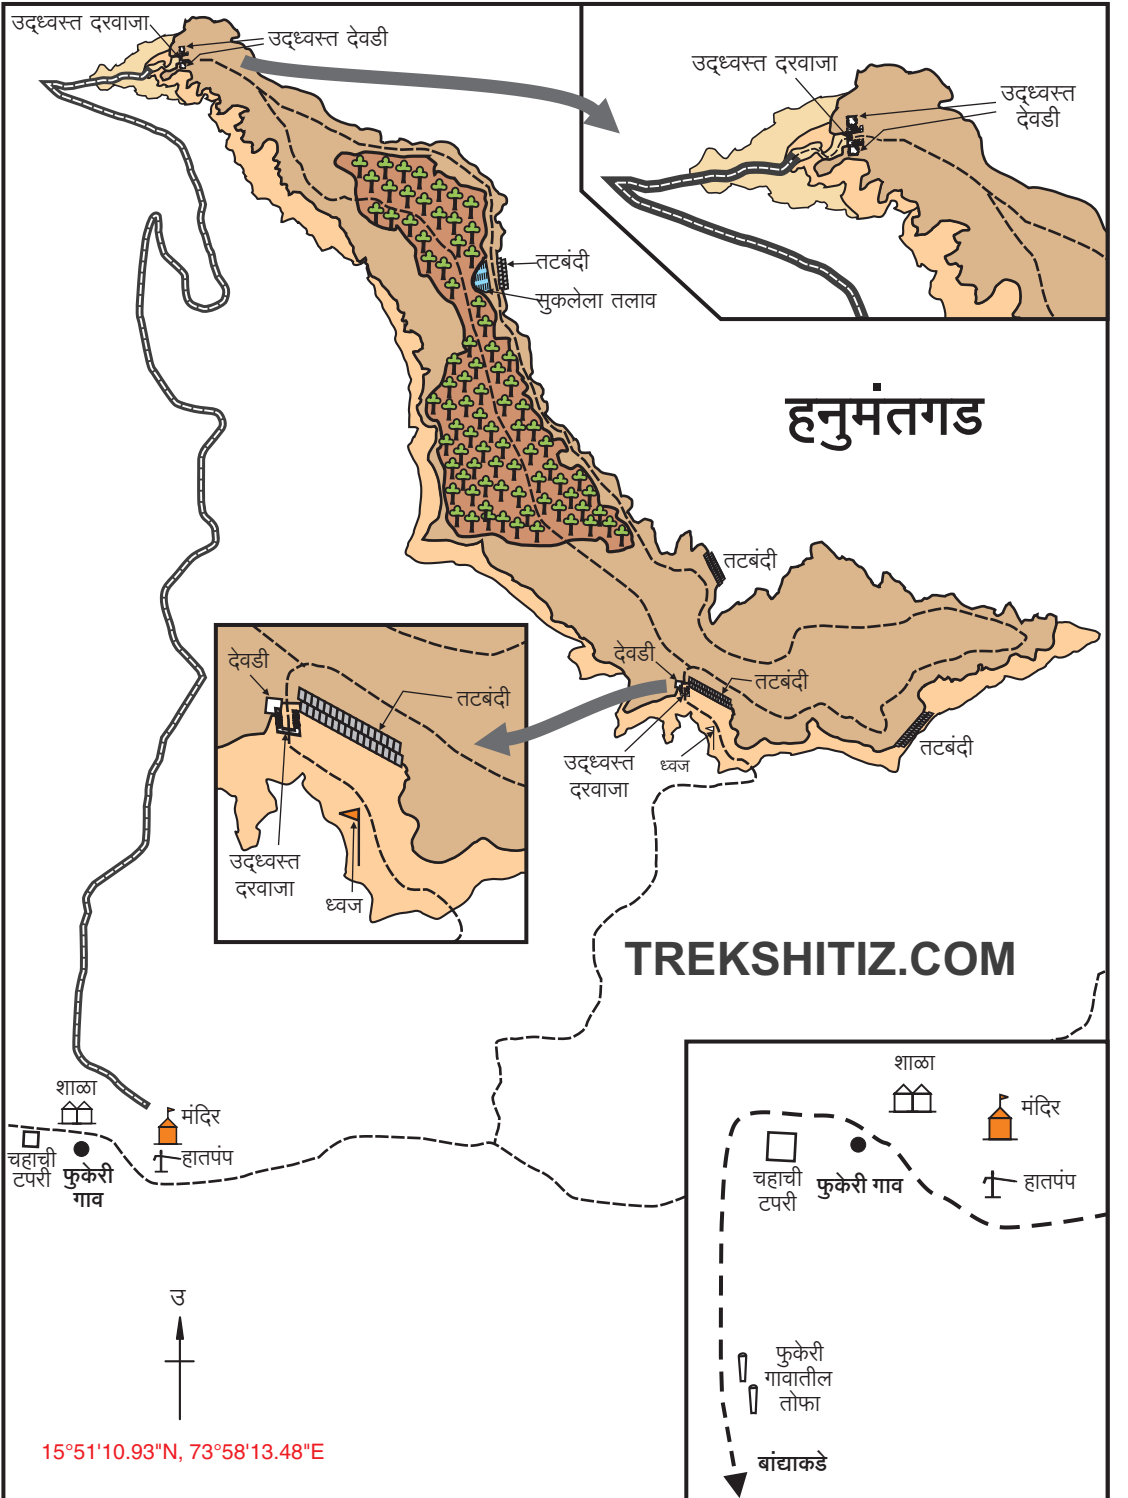 उद्ध्वस्त दरवाजा
उद्ध्वस्त देवडी
उद्ध्वस्त दरवाजा
उद्ध्वस्त
देवडी
तटबंदी
सुकलेला तलाव
हनुमंतगड
तटबंदी
देवडी
तटबंदी
तटबंदी
उद्ध्वस्त
दरवाजा
ध्वज
देवडी
तटबंदी
उद्ध्वस्त
दरवाजा
ध्वज
TREKSHITIZ.COM
शाळा
मंदिर
हातपंप
चहाची
टपरी
फुकेरी
गाव
शाळा
मंदिर
चहाची
टपरी
फुकेरी गाव
हातपंप
फुकेरी
गावातील
तोफा
बांद्याकडे
उ
15°51'10.93"N, 73°58'13.48"E